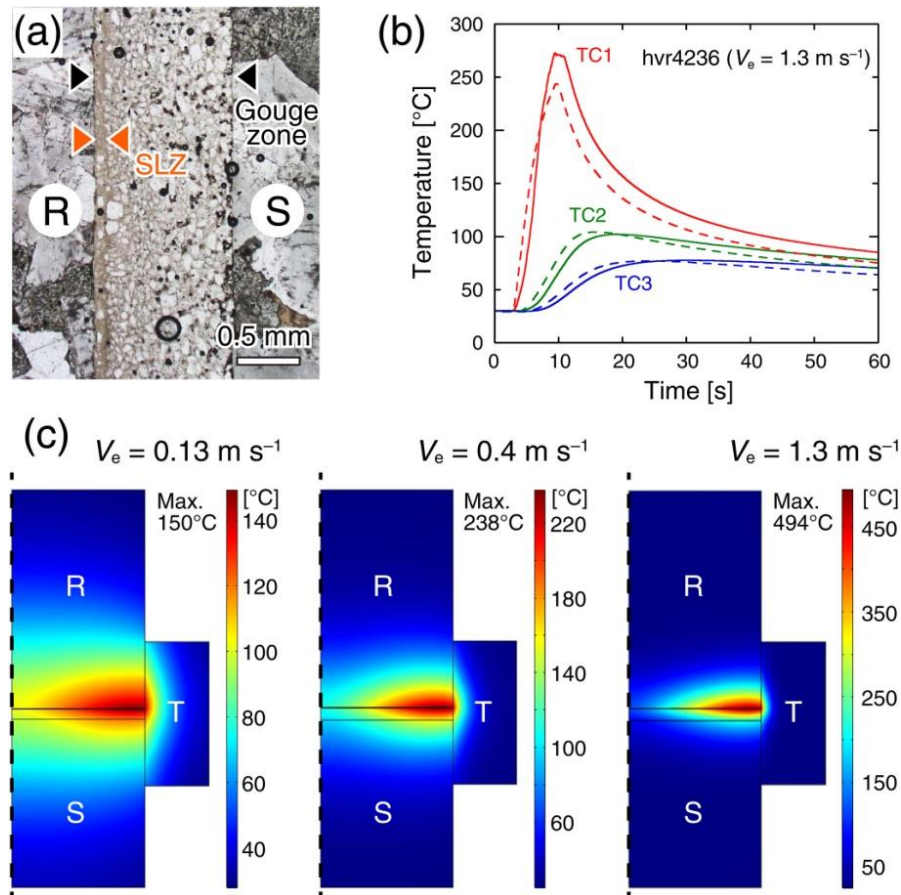 (a)
Gouge
zone
SLZ
R
S
0.5 mm
(b)
300
250
200
150
100
50
0
Temperature [°C]
TC1
hvr4236 (Vₑ = 1.3 m s⁻¹)
TC2
TC3
0
10
20
30
40
50
60
Time [s]
(c)
Vₑ = 0.13 m s⁻¹
Max.
150°C
[°C]
140
120
100
80
60
40
R
T
S
Vₑ = 0.4 m s⁻¹
Max.
238°C
[°C]
220
180
140
100
60
R
T
S
Vₑ = 1.3 m s⁻¹
Max.
494°C
[°C]
450
350
250
150
50
R
T
S